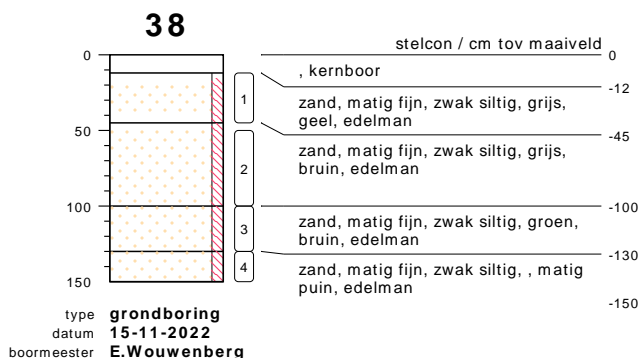 38
stelcon / cm tov maaiveld
0
0
, kernboor
-12
1
zand, matig fijn, zwak siltig, grijs,
geel, edelman
-45
50
zand, matig fijn, zwak siltig, grijs,
bruin, edelman
2
100
-100
zand, matig fijn, zwak siltig, groen,
bruin, edelman
3
-130
zand, matig fijn, zwak siltig, , matig
puin, edelman
4
150
-150
type grondboring
datum 15-11-2022
boormeester E.Wouwenberg